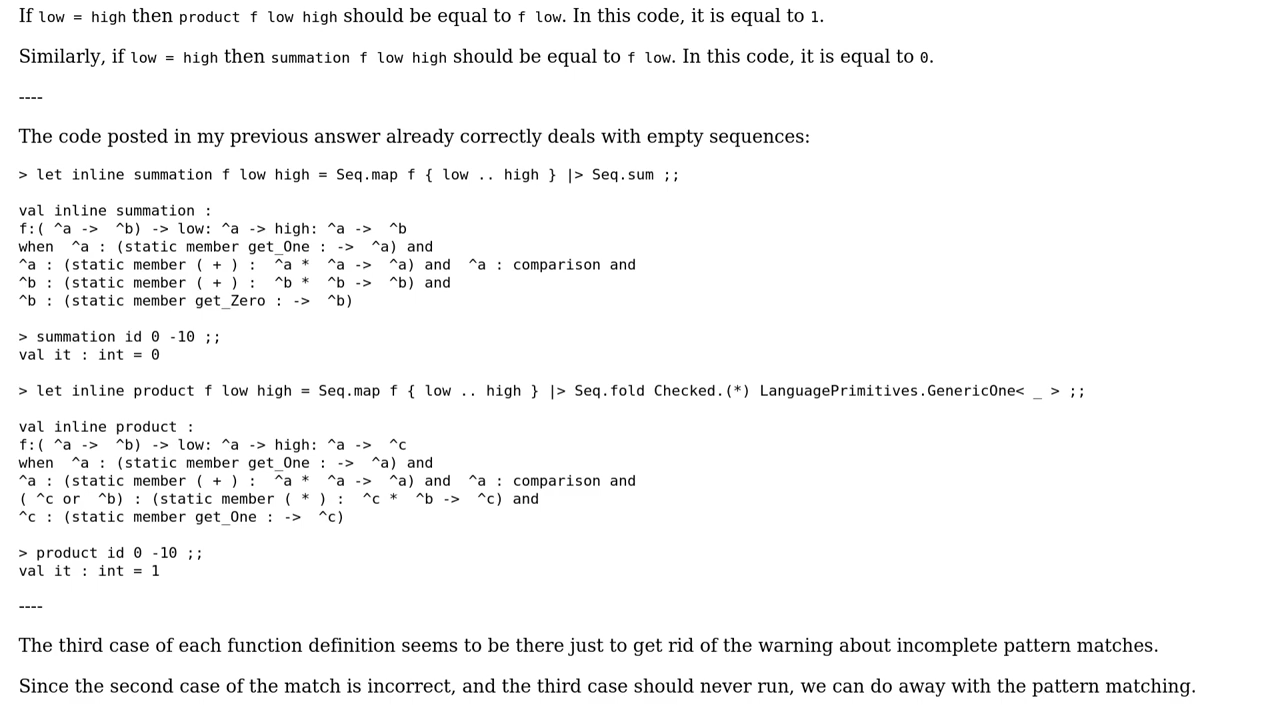 If low = high then product f low high should be equal to f low. In this code, it is equal to 1.
Similarly, if low = high then summation f low high should be equal to f low. In this code, it is equal to 0.
----
The code posted in my previous answer already correctly deals with empty sequences:
> let inline summation f low high = Seq.map f { low .. high } |> Seq.sum ;;
val inline summation :
f:( ^a ->  ^b) -> low: ^a -> high: ^a ->  ^b
when  ^a : (static member get_One : ->  ^a) and
^a : (static member ( + ) :  ^a *  ^a ->  ^a) and  ^a : comparison and
^b : (static member ( + ) :  ^b *  ^b ->  ^b) and
^b : (static member get_Zero : ->  ^b)
> summation id 0 -10 ;;
val it : int = 0
> let inline product f low high = Seq.map f { low .. high } |> Seq.fold Checked.(*) LanguagePrimitives.GenericOne< _ > ;;
val inline product :
f:( ^a ->  ^b) -> low: ^a -> high: ^a ->  ^c
when  ^a : (static member get_One : ->  ^a) and
^a : (static member ( + ) :  ^a *  ^a ->  ^a) and  ^a : comparison and
( ^c or  ^b) : (static member ( * ) :  ^c *  ^b ->  ^c) and
^c : (static member get_One : ->  ^c)
> product id 0 -10 ;;
val it : int = 1
----
The third case of each function definition seems to be there just to get rid of the warning about incomplete pattern matches.
Since the second case of the match is incorrect, and the third case should never run, we can do away with the pattern matching.